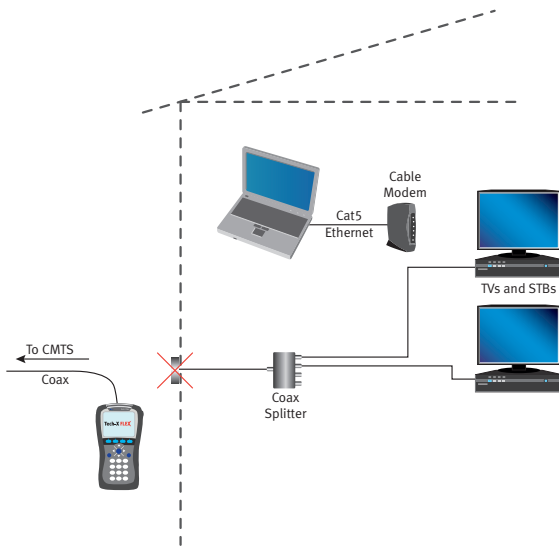 Cable
Modem
Cat5
Ethernet
TVs and STBs
To CMTS
Coax
Coax
Splitter
Tech-X FLEX